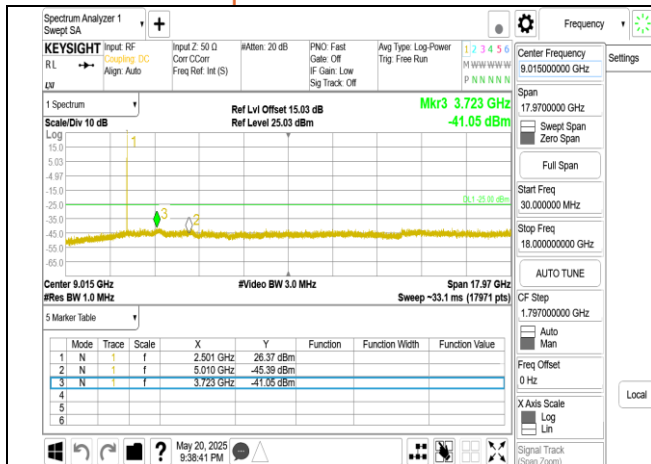 Spectrum Analyzer 1
Swept SA
Frequency
KEYSIGHT
RL
Input: RF
Coupling: DC
Align: Auto
Input Z: 50 Ω
Corr CCorr
Freq Ref: Int (S)
#Atten: 20 dB
PNO: Fast
Gate: Off
IF Gain: Low
Sig Track: Off
Avg Type: Log-Power
Trig: Free Run
1 2 3 4 5 6
M W W W W W
P N N N N N
Center Frequency
9.015000000 GHz
Settings
Span
17.9700000 GHz
Swept Span
Zero Span
Full Span
Start Freq
30.000000 MHz
Stop Freq
18.000000000 GHz
AUTO TUNE
CF Step
1.797000000 GHz
Auto
Man
Freq Offset
0 Hz
X Axis Scale
Log
Lin
Local
Signal Track
(Span Zoom)
1 Spectrum
Scale/Div 10 dB
Log
Ref Lvl Offset 15.03 dB
Ref Level 25.03 dBm
Mkr3 3.723 GHz
-41.05 dBm
15.0
5.03
-4.97
-15.0
-25.0
-35.0
-45.0
-55.0
-65.0
1
3
2
DL1 -25.00 dBm
Center 9.015 GHz
#Video BW 3.0 MHz
Span 17.97 GHz
#Res BW 1.0 MHz
Sweep ~33.1 ms (17971 pts)
5 Marker Table
Mode Trace Scale X Y Function Function Width Function Value
1 N 1 f 2.501 GHz 26.37 dBm
2 N 1 f 5.010 GHz -45.39 dBm
3 N 1 f 3.723 GHz -41.05 dBm
4
5
6
May 20, 2025
9:38:41 PM